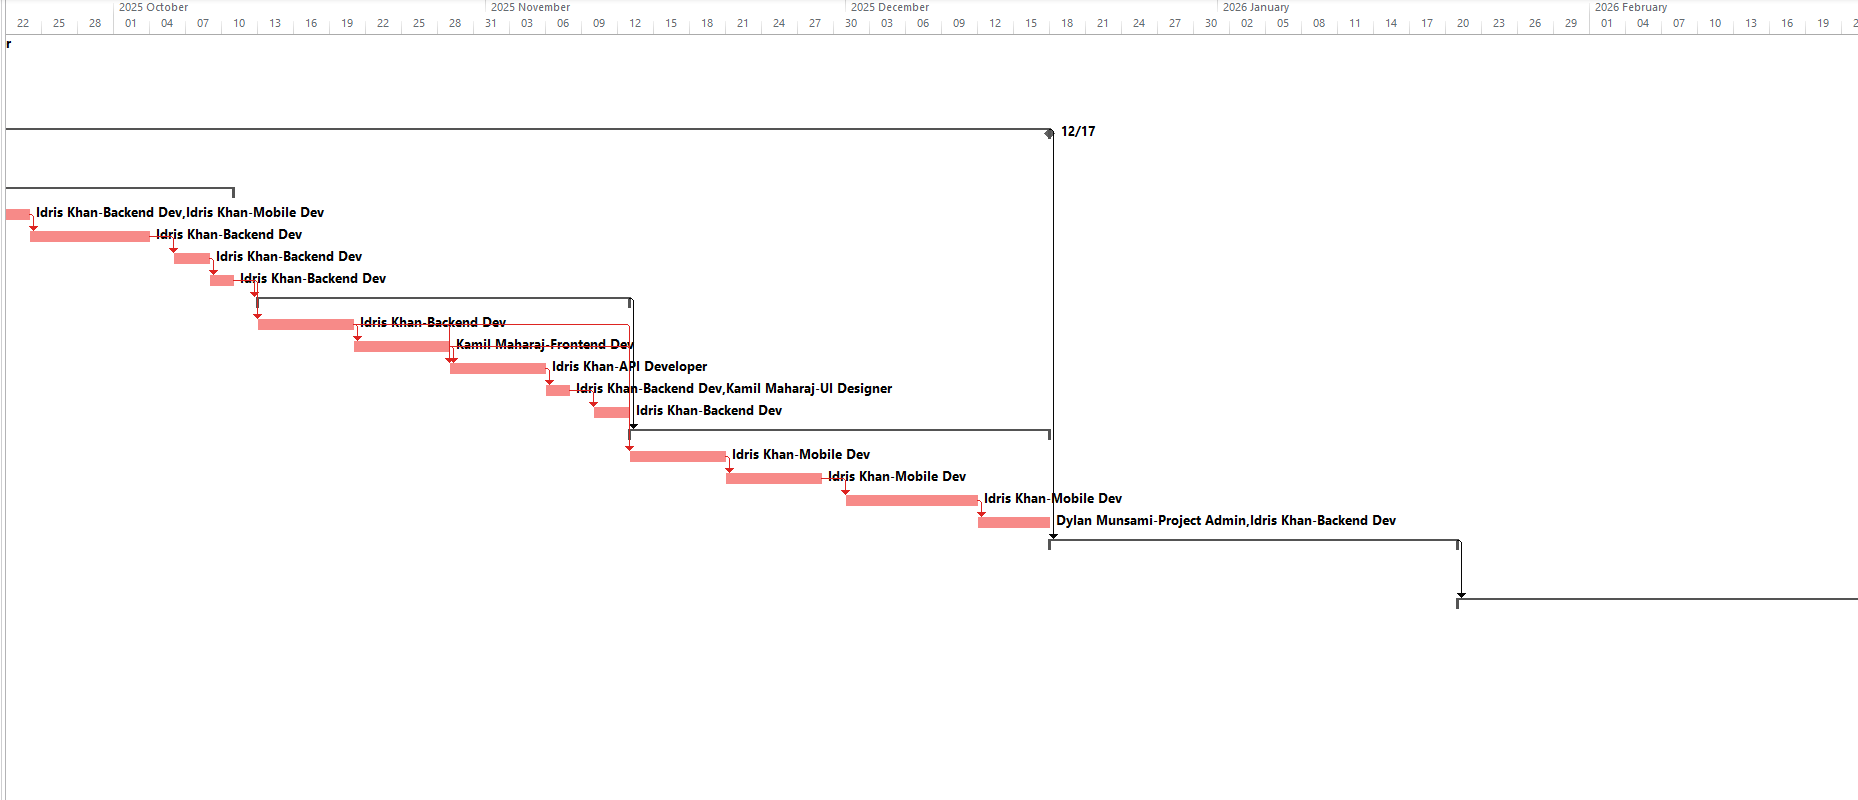 2025 October 2025 November 2025 December 2026 January 2026 February
22 25 28 01 04 07 10 13 16 19 22 25 28 31 03 06 09 12 15 18 21 24 27 30 03 06 09 12 15 18 21 24 27 30 02 05 08 11 14 17 20 23 26 29 01 04 07 10 13 16 19
r
12/17
Idris Khan-Backend Dev,Idris Khan-Mobile Dev
Idris Khan-Backend Dev
Idris Khan-Backend Dev
Idris Khan-Backend Dev
Idris Khan-Backend Dev
Kamil Maharaj-Frontend Dev
Idris Khan-API Developer
Idris Khan-Backend Dev,Kamil Maharaj-UI Designer
Idris Khan-Backend Dev
Idris Khan-Mobile Dev
Idris Khan-Mobile Dev
Idris Khan-Mobile Dev
Dylan Munsami-Project Admin,Idris Khan-Backend Dev